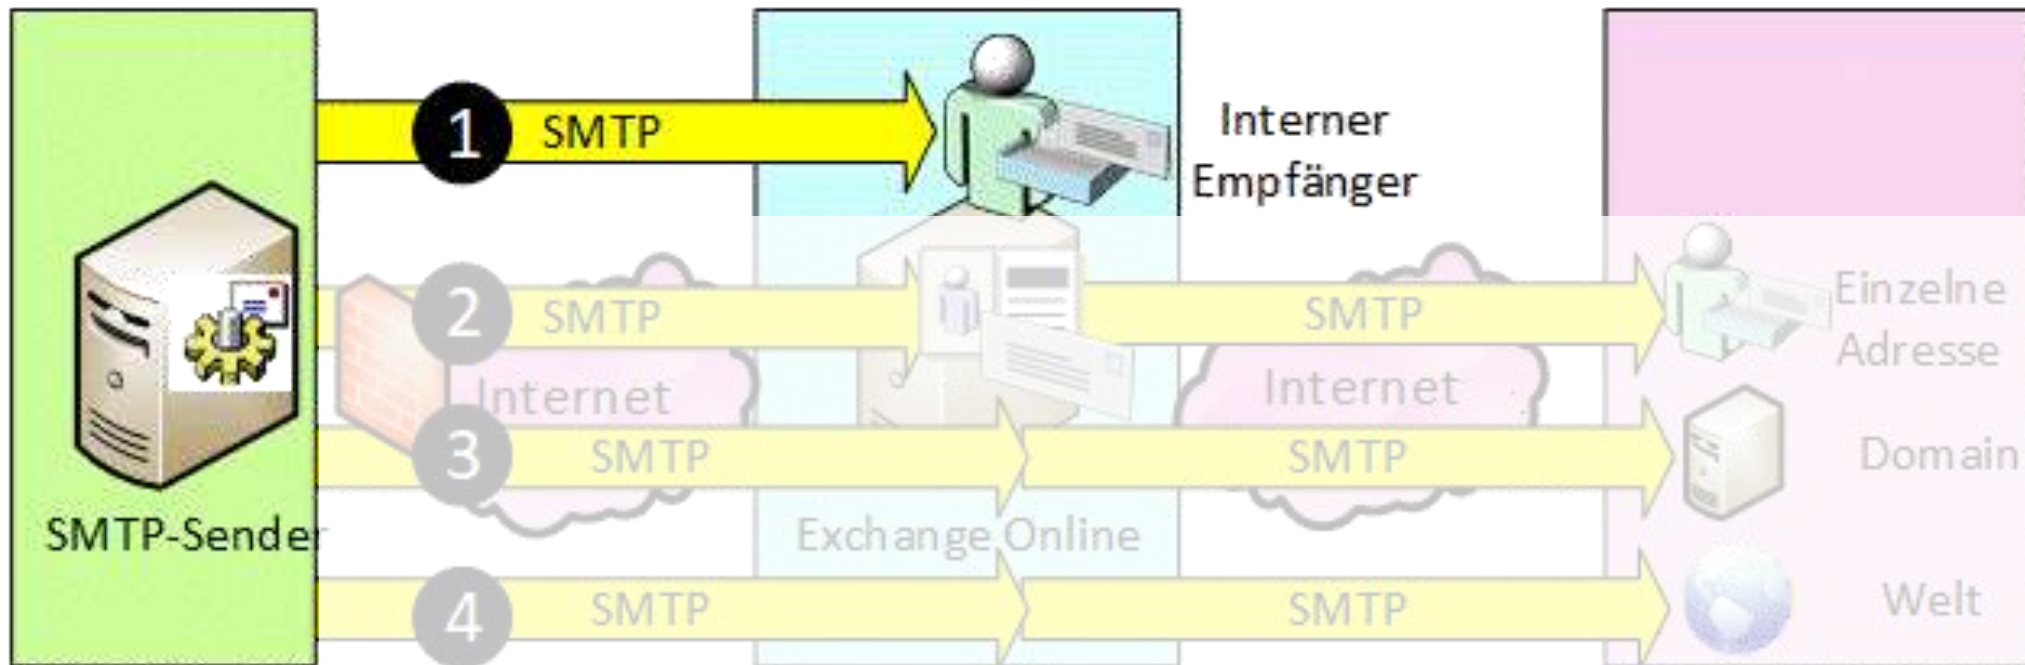 1 SMTP
Interner
Empfänger
2 SMTP SMTP
Einzelne
Adresse
Internet Internet
3 SMTP SMTP Domain
SMTP-Sender Exchange Online
4 SMTP SMTP Welt